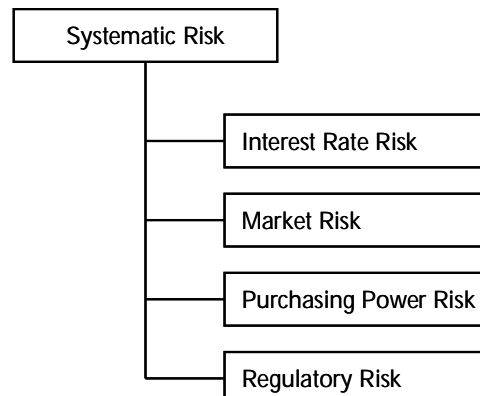 Systematic Risk
Interest Rate Risk
Market Risk
Purchasing Power Risk
Regulatory Risk